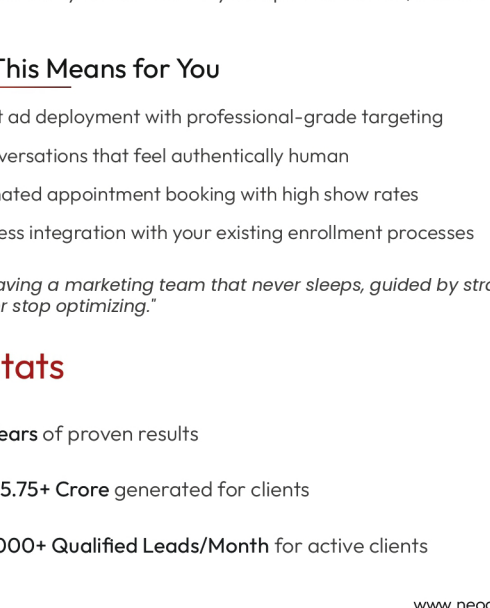 This Means for You
ad deployment with professional-grade targeting
versations that feel authentically human
ated appointment booking with high show rates
ess integration with your existing enrollment processes
aving a marketing team that never sleeps, guided by
r stop optimizing."
tats
ears of proven results
5.75+ Crore generated for clients
000+ Qualified Leads/Month for active clients